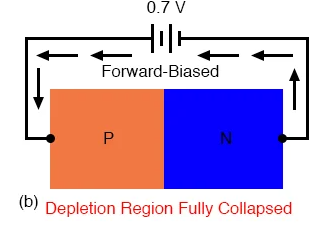 0.7 V
Forward-Biased
P N
(b) Depletion Region Fully Collapsed